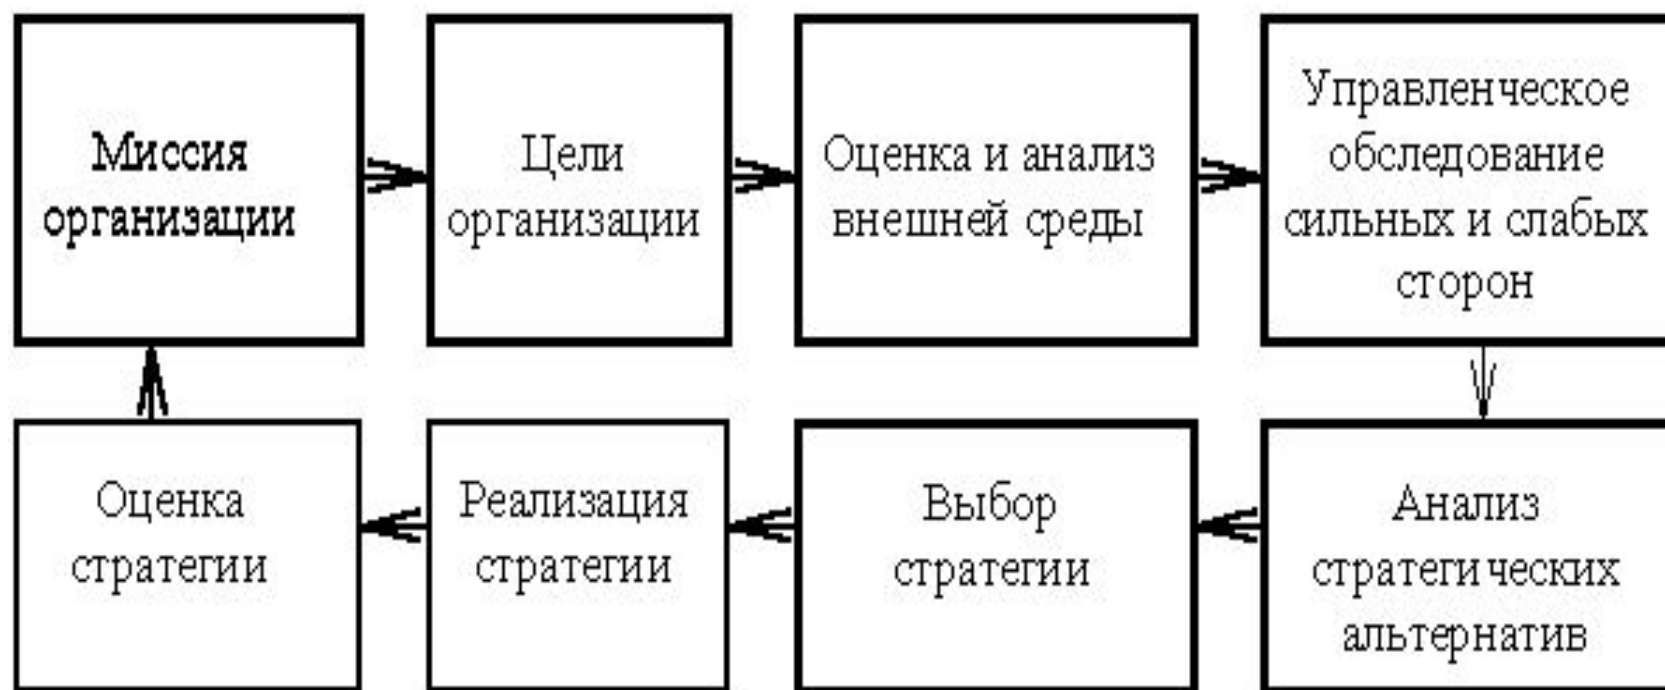 Миссия
организации
Цели
организации
Оценка и анализ
внешней среды
Управленческое
обследование
сильных и слабых
сторон
Анализ
стратегических
альтернатив
Выбор
стратегии
Реализация
стратегии
Оценка
стратегии